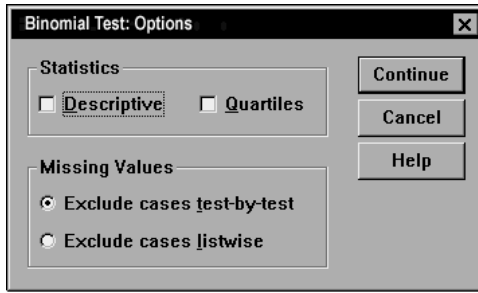 Binomial Test: Options
Statistics
Descriptive
Quartiles
Continue
Cancel
Help
Missing Values
Exclude cases test-by-test
Exclude cases listwise